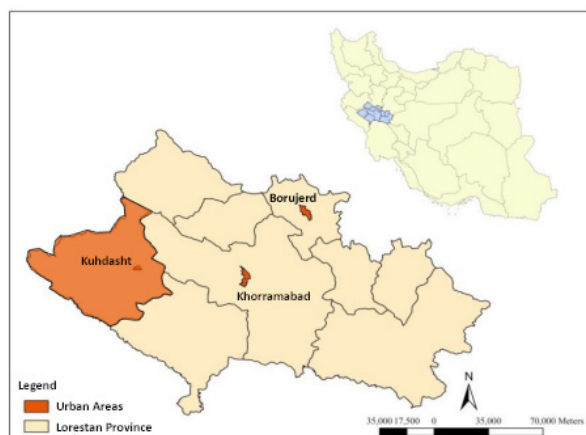 Borujerd
Kuhdasht
Khorramabad
Legend
Urban Areas
Lorestan Province
N
35,000 17,500 0 35,000 70,000 Meters